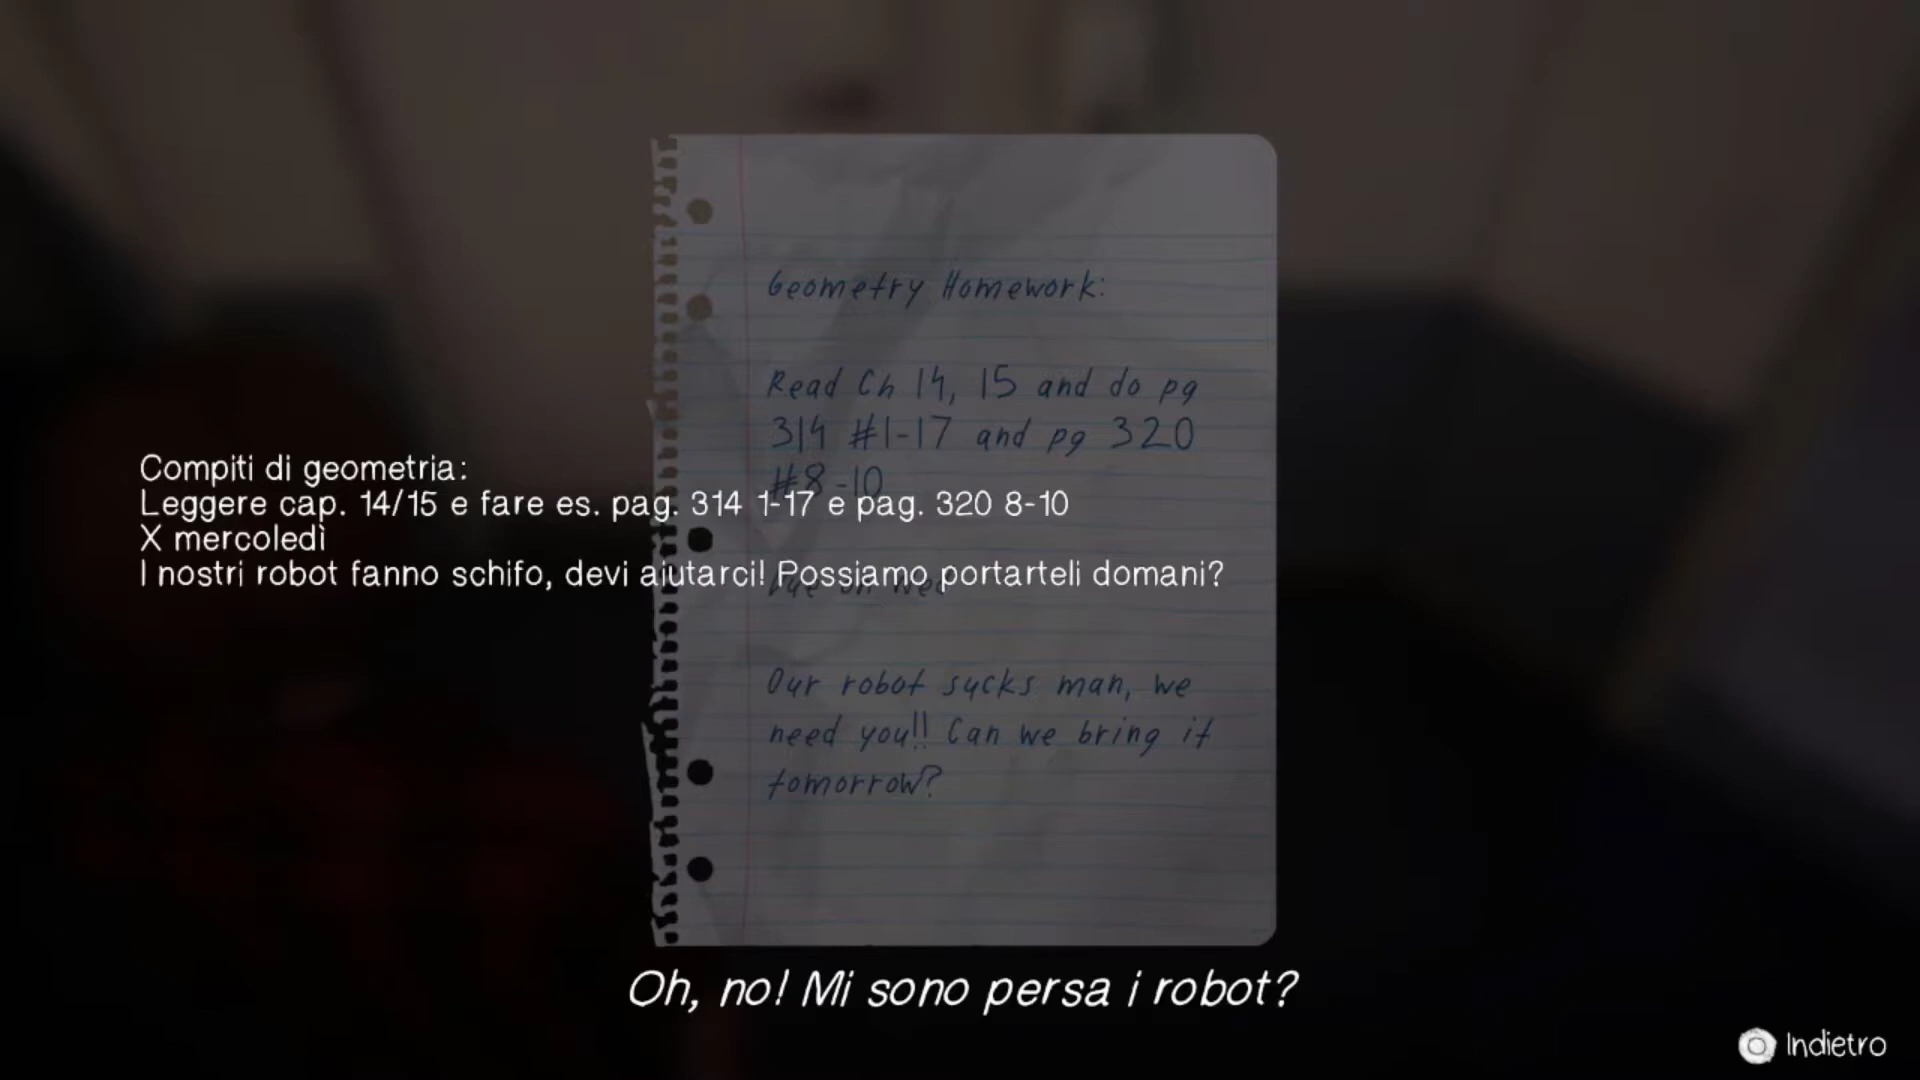 Geometry Homework:
Read Ch 14, 15 and do pg
314 #1-17 and pg 320
#8-10
Due on Wed
Our robot sucks man, we
need you!! Can we bring it
tomorrow?
Compiti di geometria:
Leggere cap. 14/15 e fare es. pag. 314 1-17 e pag. 320 8-10
X mercoledì
I nostri robot fanno schifo, devi aiutarci! Possiamo portarteli domani?
Oh, no! Mi sono persa i robot?
Indietro